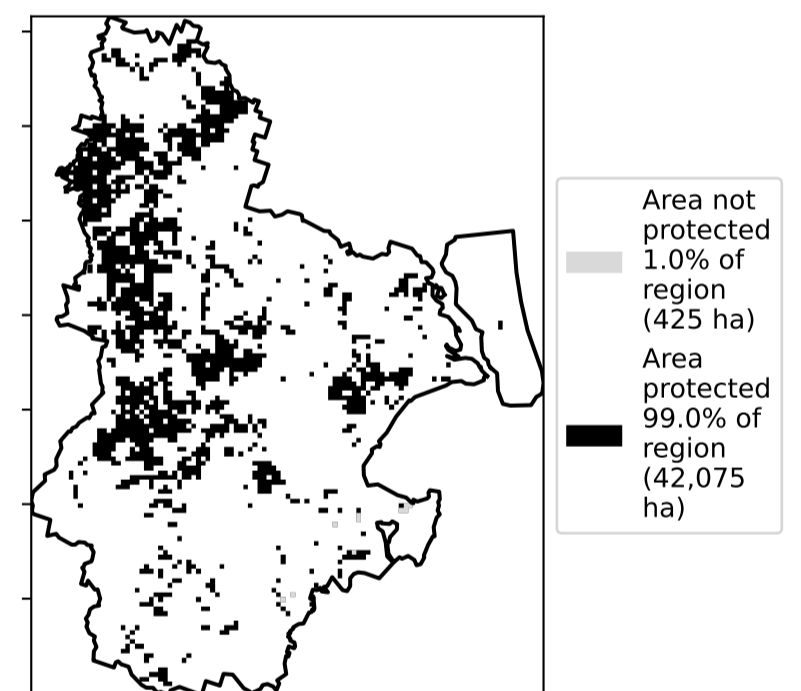 Area not
protected
1.0% of
region
(425 ha)
Area
protected
99.0% of
region
(42,075
ha)